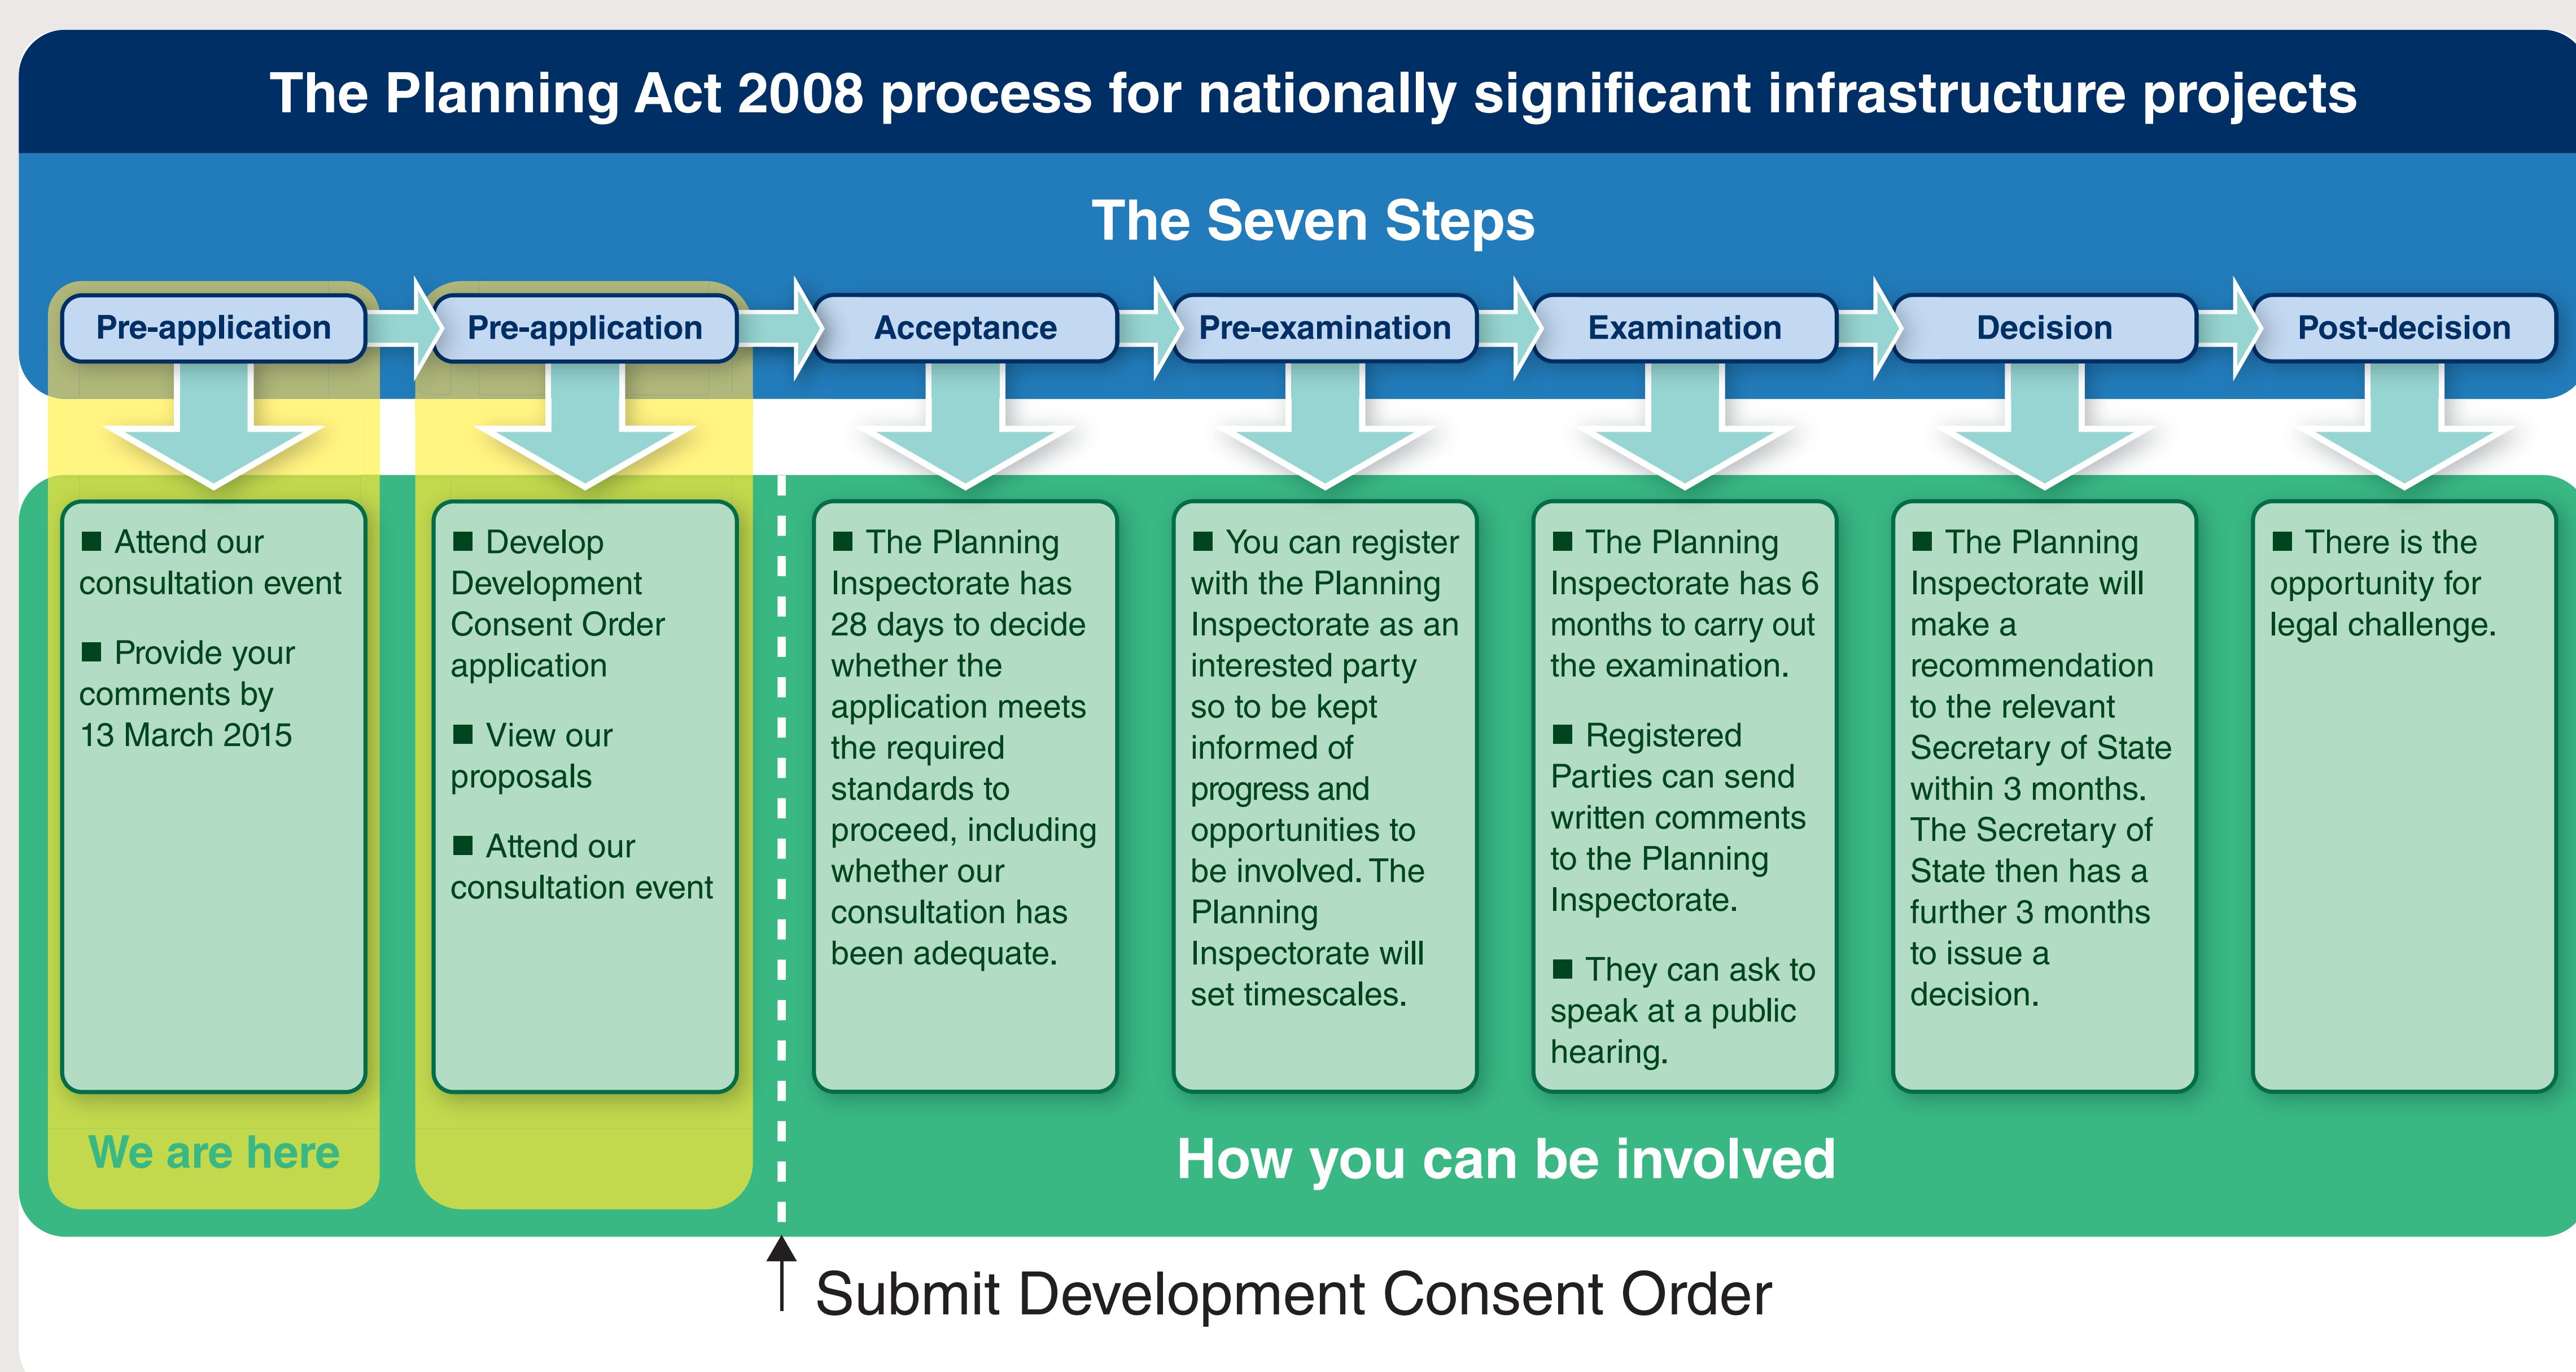 The Planning Act 2008 process for nationally significant infrastructure projects
The Seven Steps
Pre-application
Pre-application
Acceptance
Pre-examination
Examination
Decision
Post-decision
■ Attend our
consultation event
■ Provide your
comments by
13 March 2015
■ Develop
Development
Consent Order
application
■ View our
proposals
■ Attend our
consultation event
■ The Planning
Inspectorate has
28 days to decide
whether the
application meets
the required
standards to
proceed, including
whether our
consultation has
been adequate.
■ You can register
with the Planning
Inspectorate as an
interested party
so to be kept
informed of
progress and
opportunities to
be involved. The
Planning
Inspectorate will
set timescales.
■ The Planning
Inspectorate has 6
months to carry out
the examination.
■ Registered
Parties can send
written comments
to the Planning
Inspectorate.
■ They can ask to
speak at a public
hearing.
■ The Planning
Inspectorate will
make a
recommendation
to the relevant
Secretary of State
within 3 months.
The Secretary of
State then has a
further 3 months
to issue a
decision.
■ There is the
opportunity for
legal challenge.
We are here
How you can be involved
Submit Development Consent Order